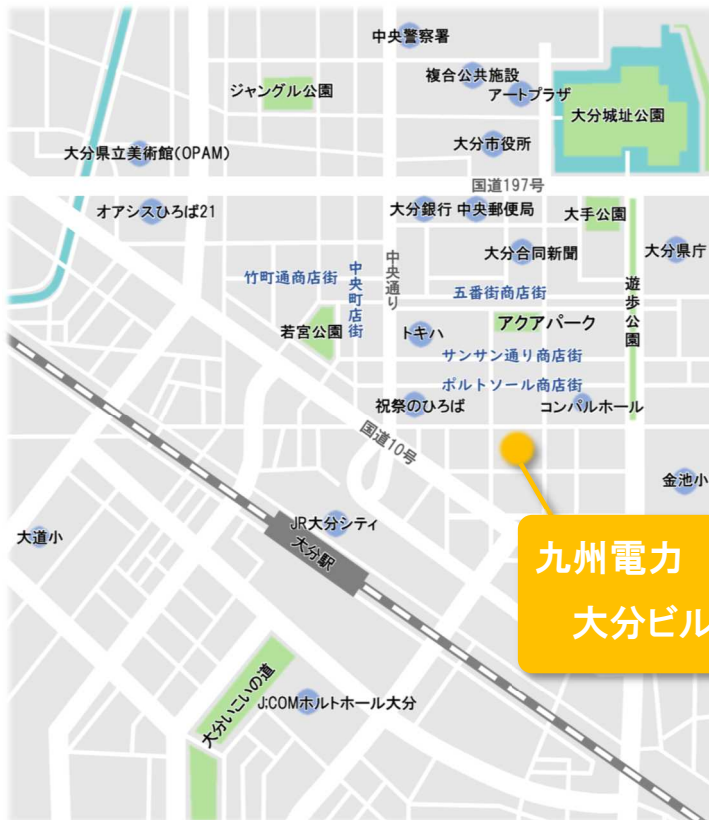 中央警察署
複合公共施設
アートプラザ
ジャングル公園
大分城址公園
大分市役所
大分県立美術館(OPAM)
国道197号
オアシスひろば21
大分銀行
中央郵便局
大手公園
大分合同新聞
大分県庁
中央通り
竹町通商店街
中央町店街
五番街商店街
遊歩公園
若宮公園
トキハ
アクアパーク
サンサン通り商店街
ポルトソール商店街
祝祭のひろば
コンパルホール
国道10号
金池小
JR大分シティ
大分駅
大道小
九州電力
大分ビル
大分いこいの道
J:COMホルトホール大分